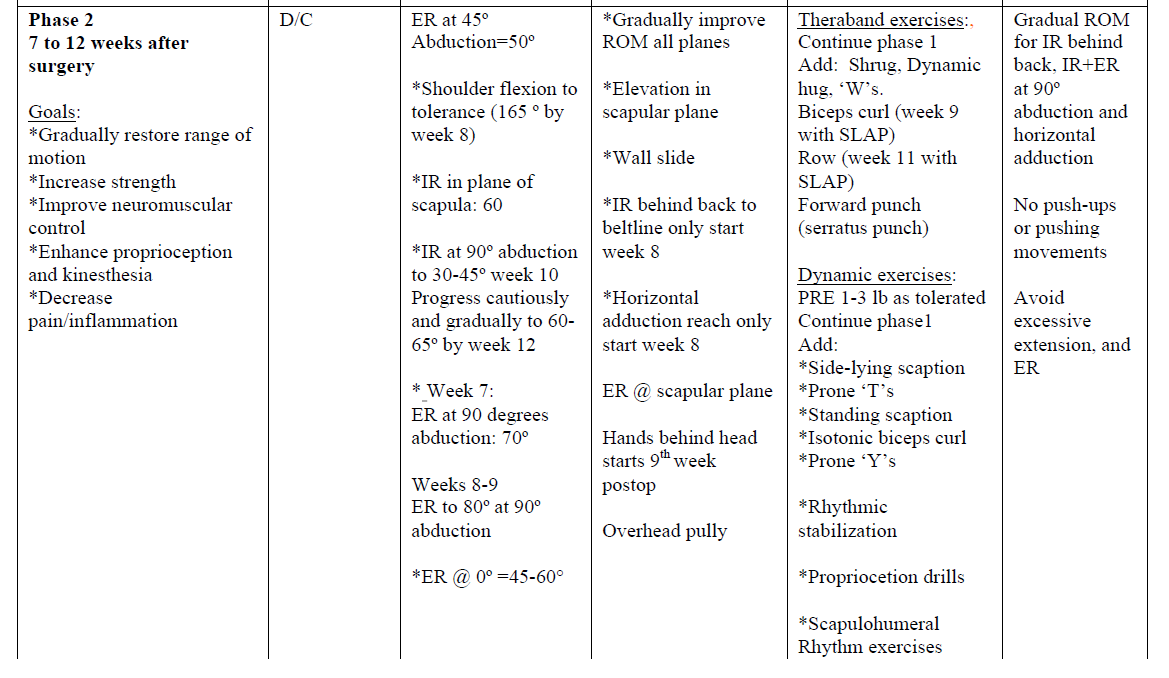 Phase 2
7 to 12 weeks after
surgery
Goals:
*Gradually restore range of
motion
*Increase strength
*Improve neuromuscular
control
*Enhance proprioception
and kinesthesia
*Decrease
pain/inflammation
D/C
ER at 45º
Abduction=50º
*Shoulder flexion to
tolerance (165 º by
week 8)
*IR in plane of
scapula: 60
*IR at 90º abduction
to 30-45º week 10
Progress cautiously
and gradually to 60-
65º by week 12
* Week 7:
ER at 90 degrees
abduction: 70º
Weeks 8-9
ER to 80º at 90º
abduction
*ER @ 0º =45-60°
*Gradually improve
ROM all planes
*Elevation in
scapular plane
*Wall slide
*IR behind back to
beltline only start
week 8
*Horizontal
adduction reach only
start week 8
ER @ scapular plane
Hands behind head
starts 9th week
postop
Overhead pully
Theraband exercises:,
Continue phase 1
Add:  Shrug, Dynamic
hug, ‘W’s.
Biceps curl (week 9
with SLAP)
Row (week 11 with
SLAP)
Forward punch
(serratus punch)
Dynamic exercises:
PRE 1-3 lb as tolerated
Continue phase1
Add:
*Side-lying scaption
*Prone ‘T’s
*Standing scaption
*Isotonic biceps curl
*Prone ‘Y’s
*Rhythmic
stabilization
*Propriocetion drills
*Scapulohumeral
Rhythm exercises
Gradual ROM
for IR behind
back, IR+ER
at 90º
abduction and
horizontal
adduction
No push-ups
or pushing
movements
Avoid
excessive
extension, and
ER